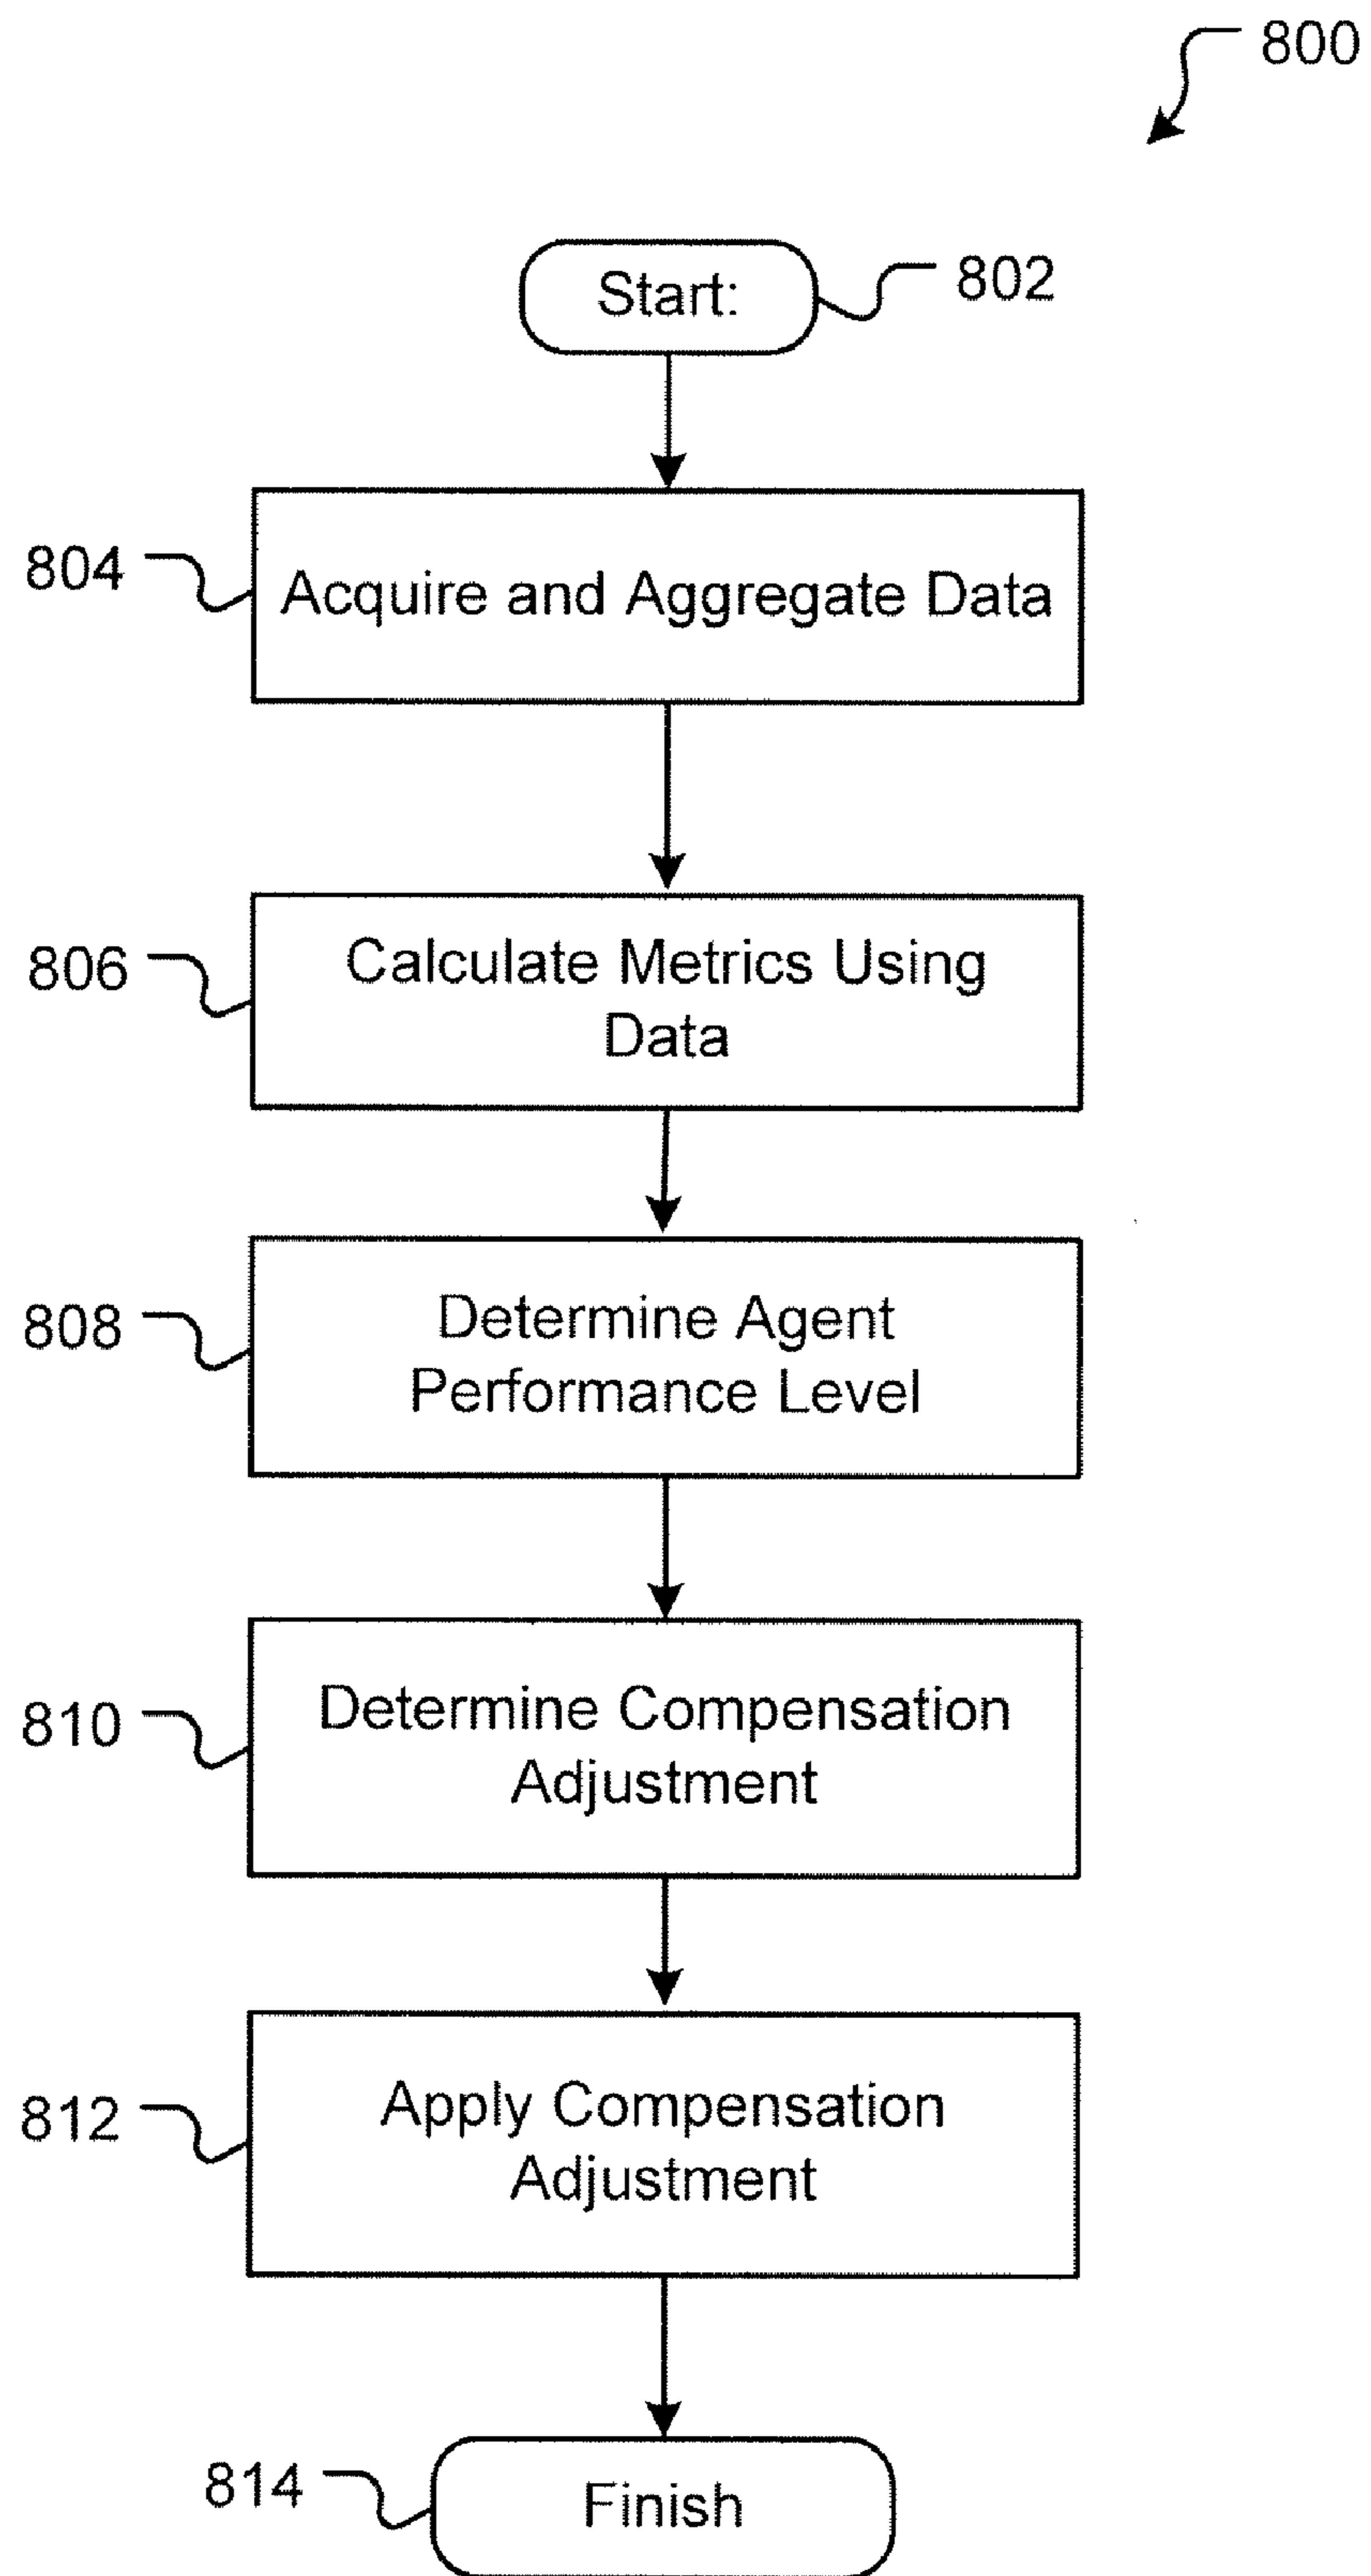 800
Start:
802
804
Acquire and Aggregate Data
806
Calculate Metrics Using
Data
808
Determine Agent
Performance Level
810
Determine Compensation
Adjustment
812
Apply Compensation
Adjustment
814
Finish